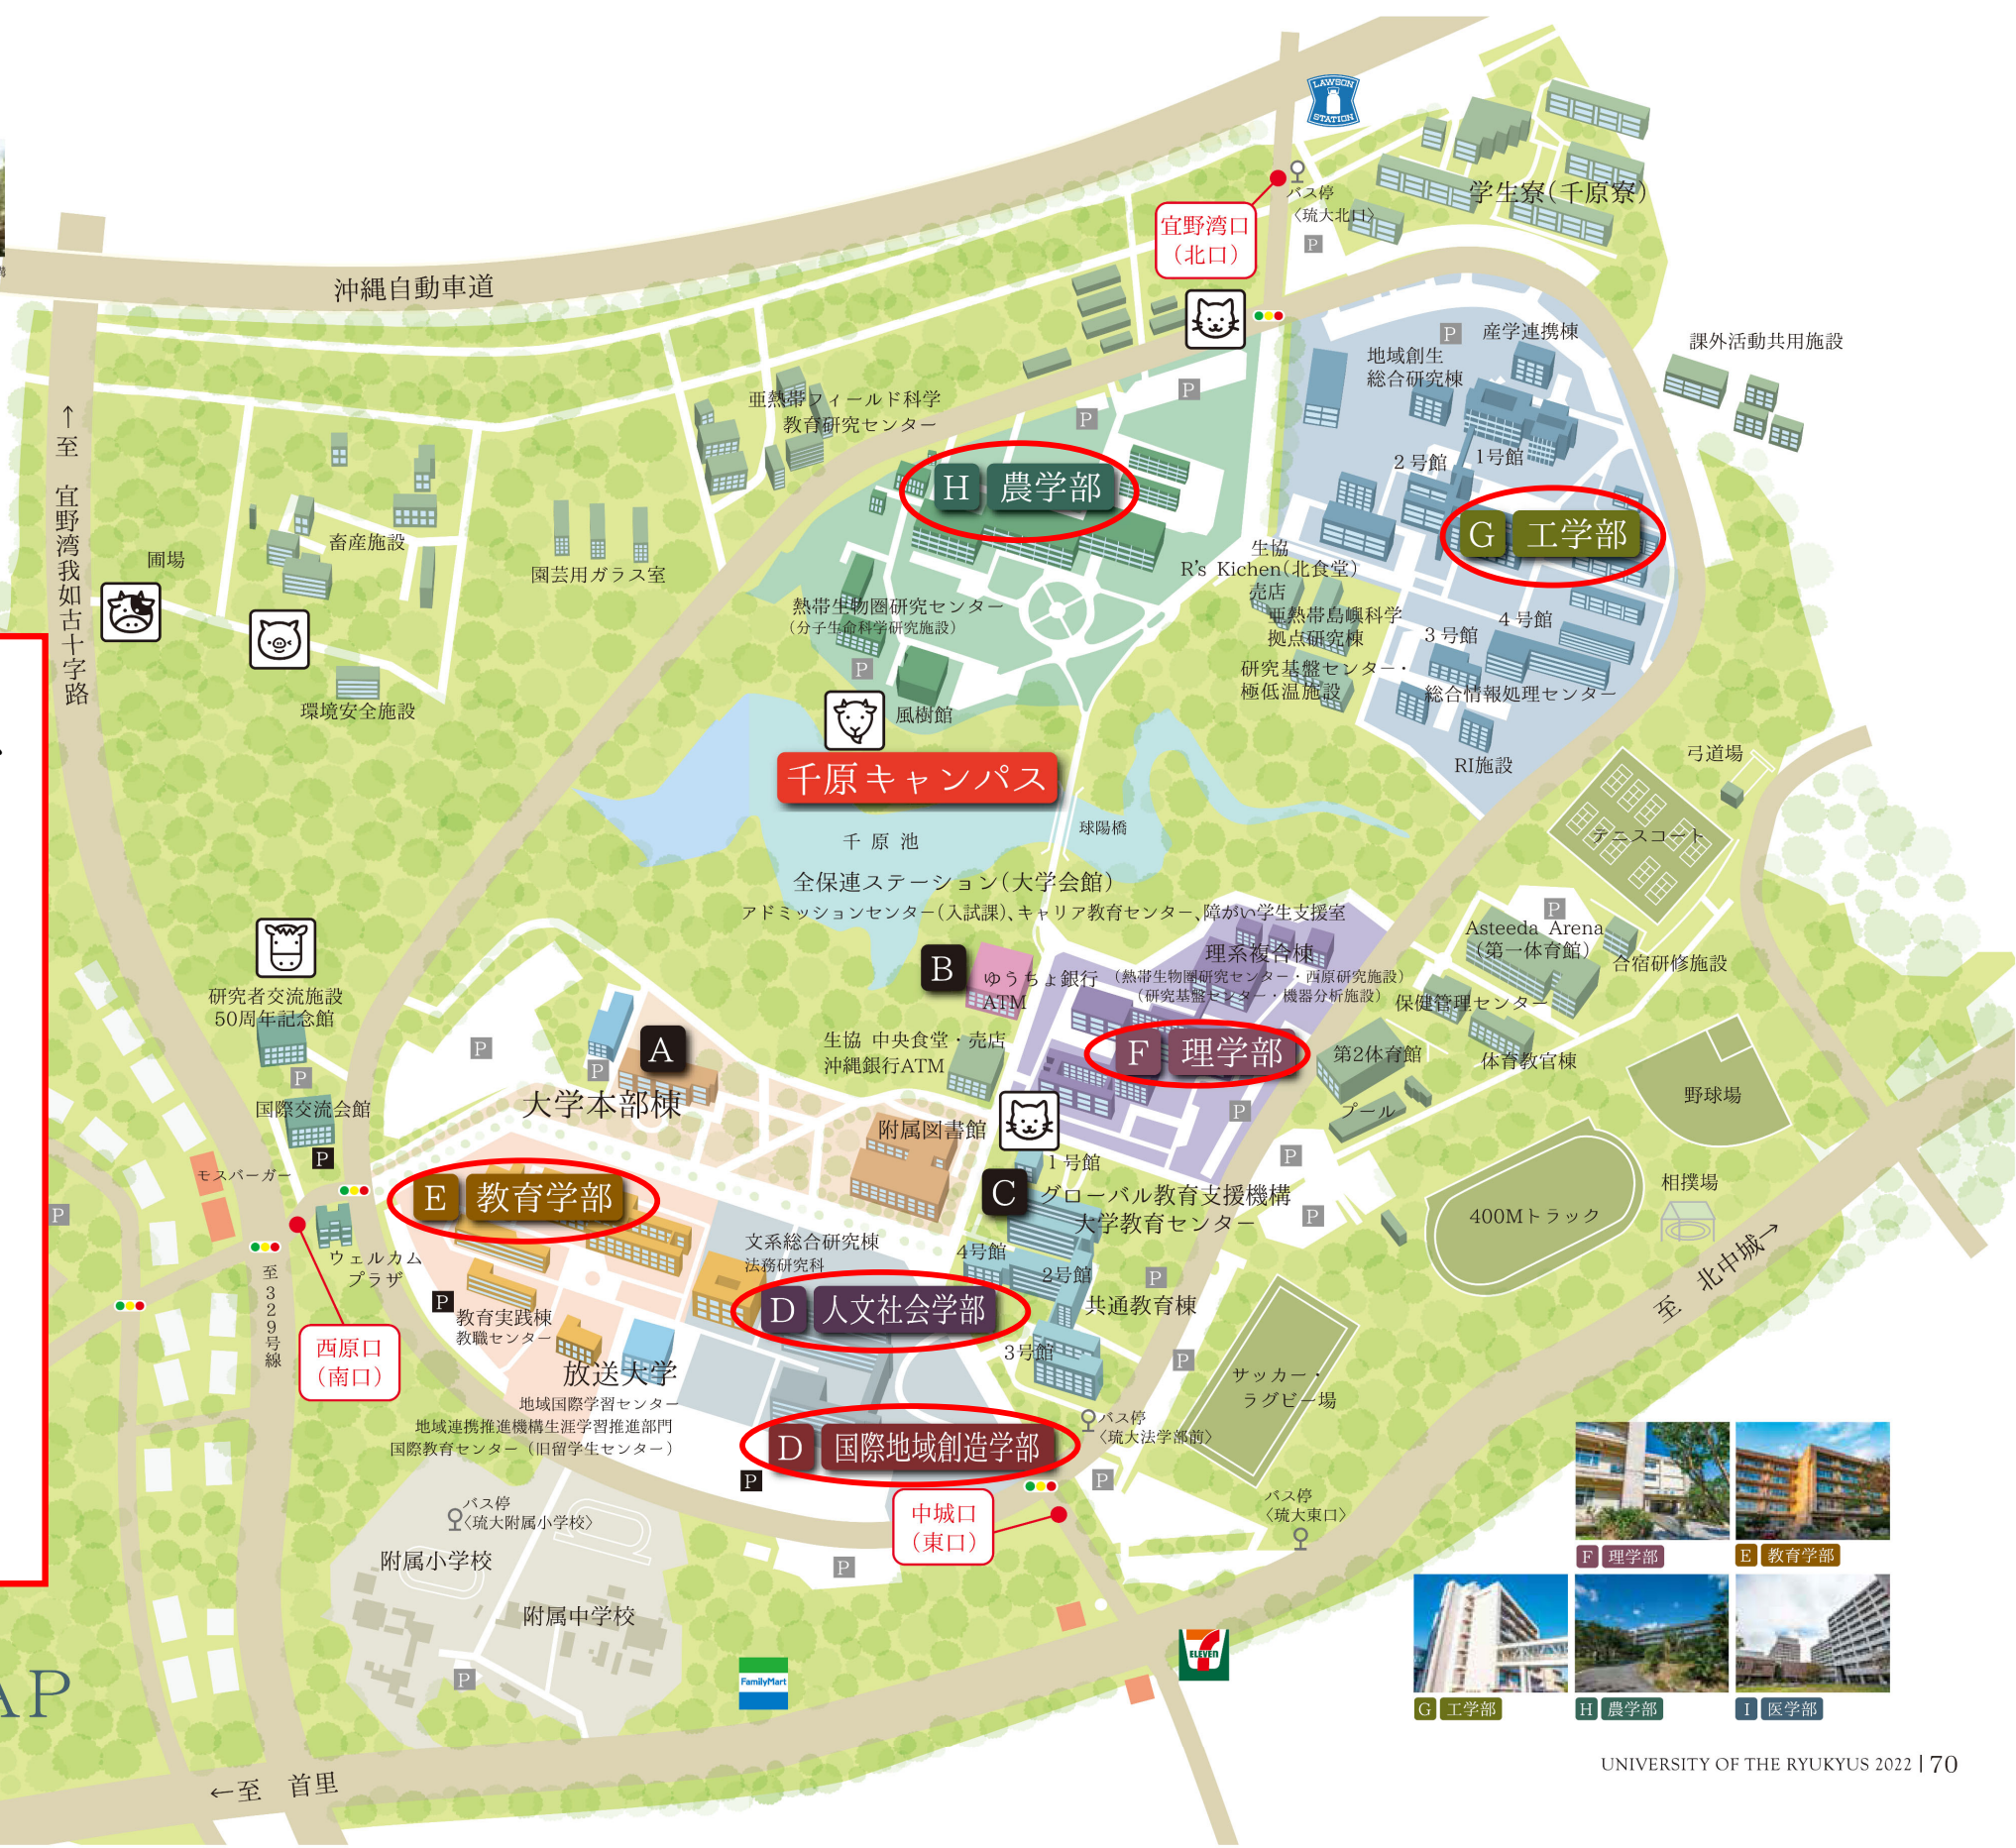 LAWSON
STATION
バス停
〈琉大北口〉
P
学生寮(千原寮)
宜野湾口
(北口)
沖縄自動車道
P
産学連携棟
地域創生
総合研究棟
課外活動共用施設
P
P
亜熱帯フィールド科学
教育研究センター
←至 宜野湾我如古十字路
H 農学部
2号館
1号館
G 工学部
畜産施設
圃場
園芸用ガラス室
生協
R's Kichen(北食堂)
売店
熱帯生物圏研究センター
(分子生命科学研究施設)
P
亜熱帯島嶼科学
拠点研究棟
3号館
4号館
研究基盤センター・
極低温施設
総合情報処理センター
環境安全施設
風樹館
RI施設
弓道場
千原キャンパス
千原池
球陽橋
テニスコート
全保連ステーション(大学会館)
アドミッションセンター(入試課)、キャリア教育センター、障がい学生支援室
P
Asteeda Arena
(第一体育館)
合宿研修施設
理系複合棟
(熱帯生物圏研究センター・西原研究施設)
(研究基盤センター・機器分析施設)
B
ゆうちょ銀行
ATM
保健管理センター
研究者交流施設
50周年記念館
P
P
A
P
生協 中央食堂・売店
沖縄銀行ATM
F 理学部
第2体育館
体育教官棟
大学本部棟
国際交流会館
P
附属図書館
P
プール
野球場
モスバーガー
P
E 教育学部
1号館
C
グローバル教育支援機構
大学教育センター
P
P
400Mトラック
相撲場
ウェルカム
プラザ
文系総合研究棟
法務研究科
4号館
2号館
P
共通教育棟
至 北中城→
至329号線
西原口
(南口)
P
教育実践棟
教職センター
D 人文社会学部
3号館
P
サッカー・
ラグビー場
放送大学
地域国際学習センター
地域連携推進機構生涯学習推進部門
国際教育センター(旧留学生センター)
D 国際地域創造学部
バス停
〈琉大法学部前〉
P
P
中城口
(東口)
バス停
〈琉大東口〉
バス停
〈琉大附属小学校〉
附属小学校
P
附属中学校
P
F 理学部
E 教育学部
G 工学部
H 農学部
I 医学部
FamilyMart
7
ELEVEN
AP
←至 首里
UNIVERSITY OF THE RYUKYUS 2022 | 70